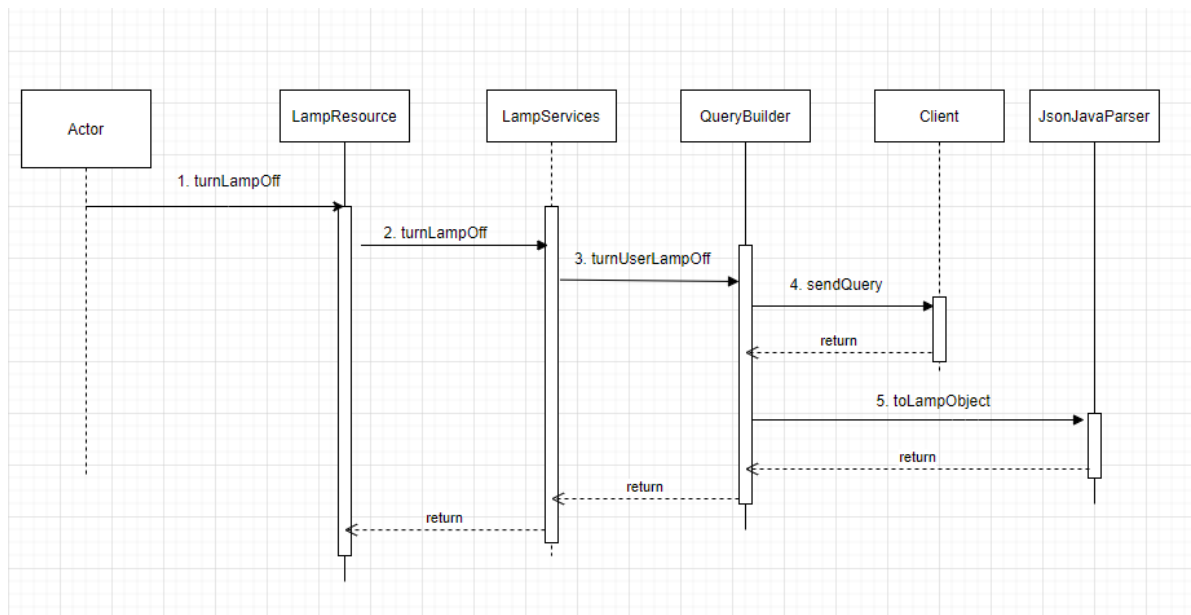 Actor
LampResource
LampServices
QueryBuilder
Client
JsonJavaParser
1. turnLampOff
2. turnLampOff
3. turnUserLampOff
4. sendQuery
return
5. toLampObject
return
return
return